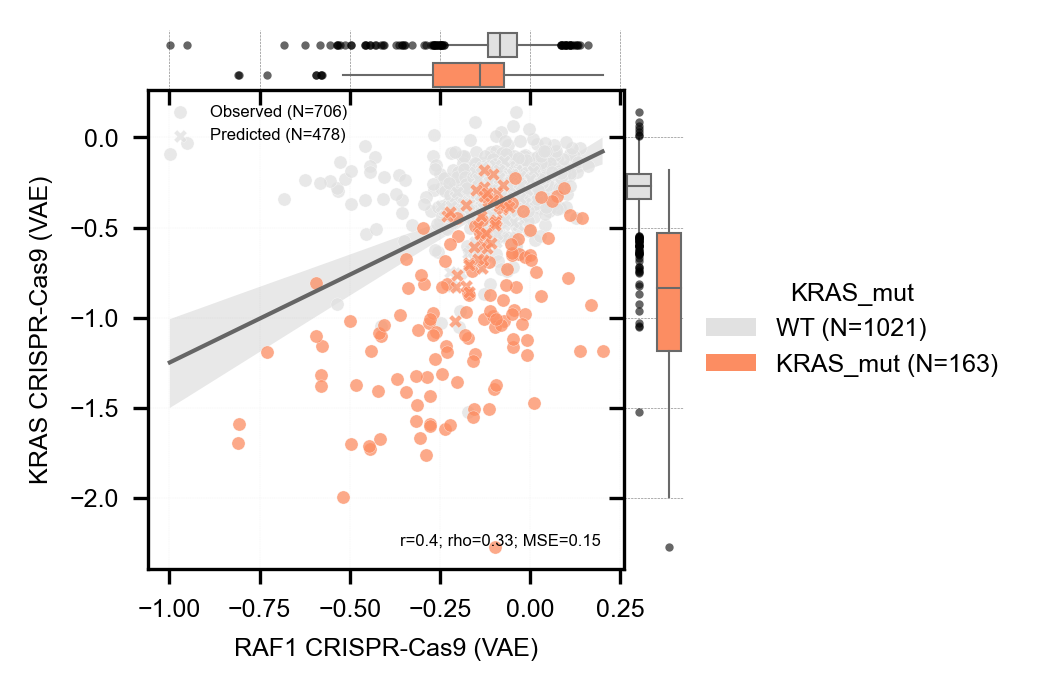 Observed (N=706)
Predicted (N=478)
0.0
−0.5
−1.0
−1.5
−2.0
KRAS CRISPR-Cas9 (VAE)
r=0.4; rho=0.33; MSE=0.15
−1.00 −0.75 −0.50 −0.25 0.00 0.25
RAF1 CRISPR-Cas9 (VAE)
KRAS_mut
WT (N=1021)
KRAS_mut (N=163)